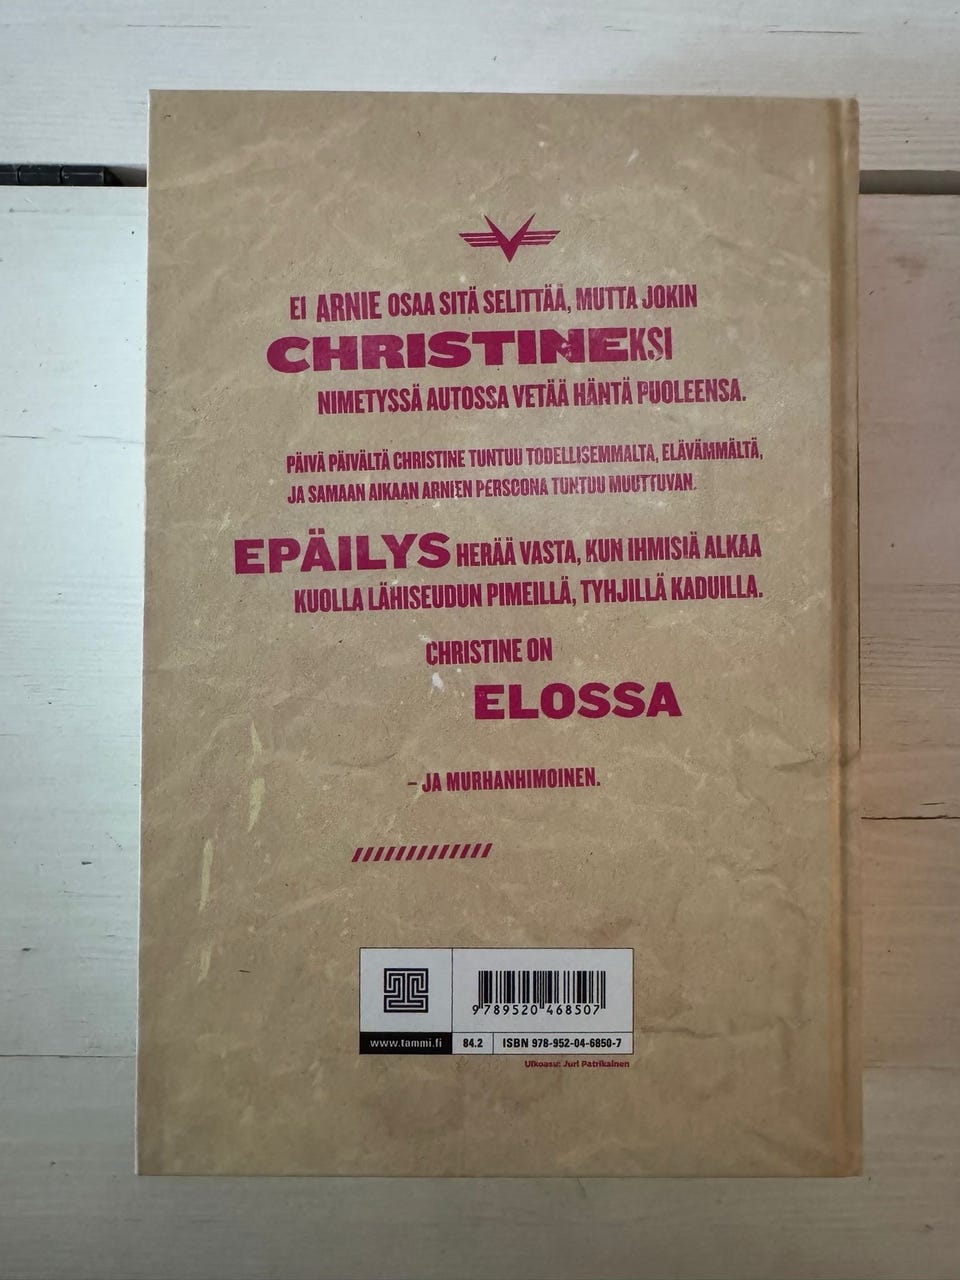 EI ARNIE OSAA SITÄ SELITTÄÄ, MUTTA JOKIN
CHRISTINEKSI
NIMETYSSÄ AUTOSSA VETÄÄ HÄNTÄ PUOLEENSA.
PÄIVÄ PÄIVÄLTÄ CHRISTINE TUNTUU TODELLISEMMALTA, ELÄVÄMMÄLTÄ,
JA SAMAAN AIKAAN ARNIEN PERSOONA TUNTUU MUUTTUVAN.
EPÄILYS HERÄÄ VASTA, KUN IHMISIÄ ALKAA
KUOLLA LÄHISEUDUN PIMEILLÄ, TYHJILLÄ KADUILLA.
CHRISTINE ON
ELOSSA
– JA MURHANHIMOINEN.
9 789520 468507
www.tammi.fi 84.2 ISBN 978-952-04-6850-7
Ulkoasu: Juri Patrikainen